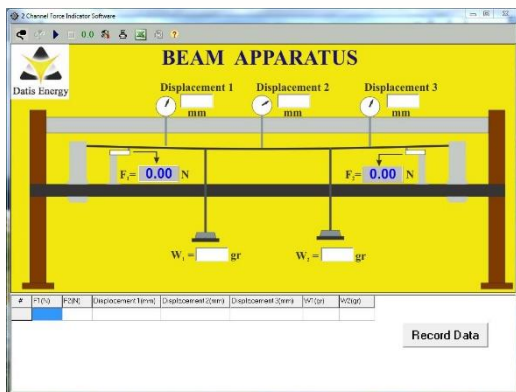 2 Channel Force Indicator Software
0.0
BEAM APPARATUS
Datis Energy
Displacement 1
mm
Displacement 2
mm
Displacement 3
mm
F₁= 0.00 N
F₂= 0.00 N
W₁ = gr
W₂ = gr
# F1(N) F2(N) Displacement 1(mm) Displacement 2(mm) Displacement 3(mm) W1(gr) W2(gr)
Record Data